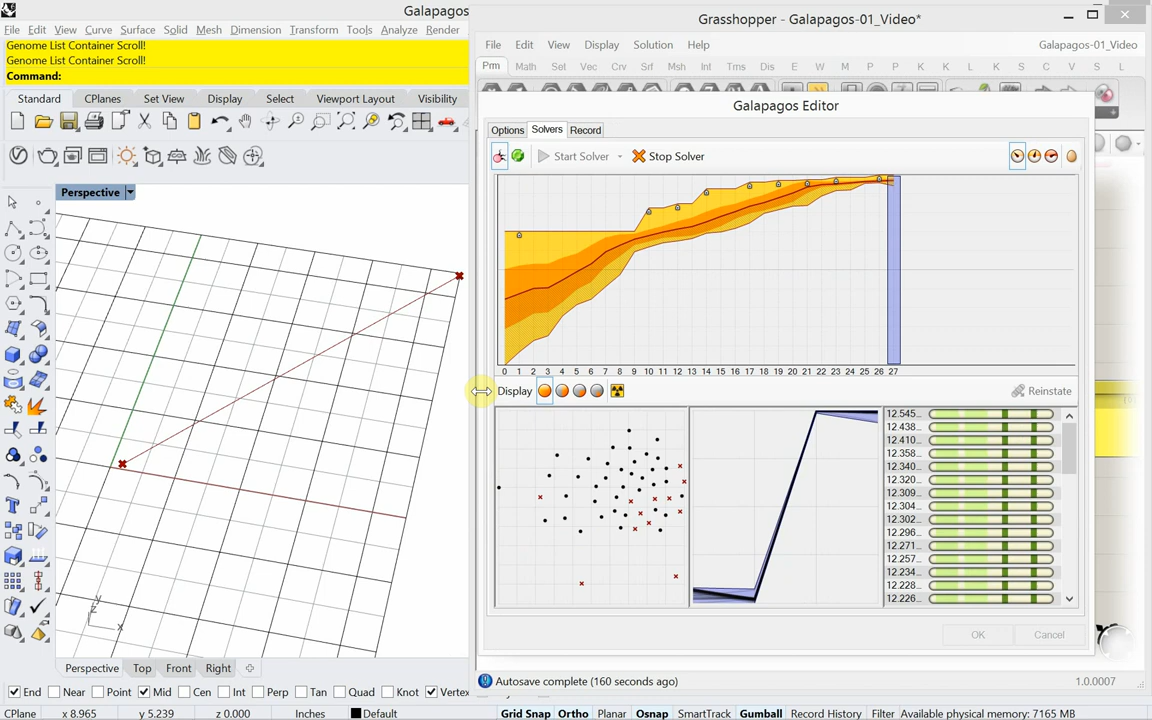 Galapagos
File Edit View Curve Surface Solid Mesh Dimension Transform Tools Analyze Render
Genome List Container Scroll!
Genome List Container Scroll!
Command:
Standard CPlanes Set View Display Select Viewport Layout Visibility
Perspective
y
z
x
Perspective Top Front Right
End Near Point Mid Cen Int Perp Tan Quad Knot Vertex
CPlane x 8.965 y 5.239 z 0.000 Inches Default Grid Snap Ortho Planar Osnap SmartTrack Gumball Record History Filter Available physical memory: 7165 MB
Grasshopper - Galapagos-01_Video*
File Edit View Display Solution Help Galapagos-01_Video
Prm Math Set Vec Crv Srf Msh Int Tms Dis E W M P P K L K S C V S L
Galapagos Editor
Options Solvers Record
Start Solver Stop Solver
0 1 2 3 4 5 6 7 8 9 10 11 12 13 14 15 16 17 18 19 20 21 22 23 24 25 26 27
Display Reinstate
12.545
12.438
12.410
12.358
12.340
12.320
12.309
12.304
12.302
12.296
12.271
12.257
12.234
12.228
12.226
OK Cancel
Autosave complete (160 seconds ago) 1.0.0007